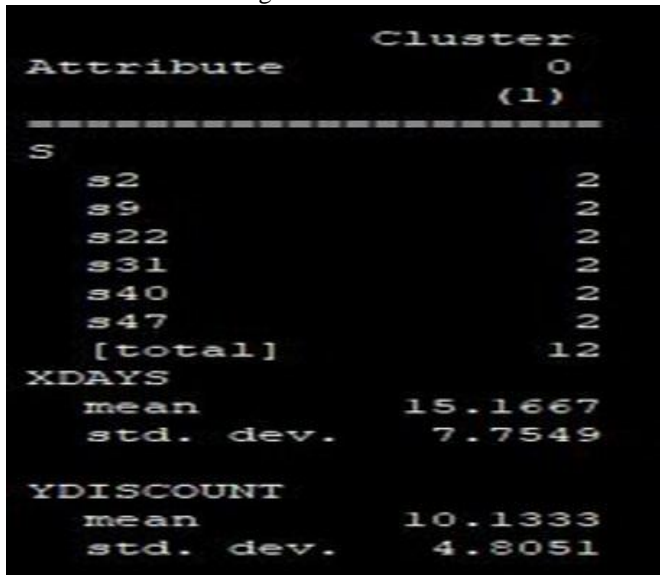 Cluster
Attribute 0
(1)
==========================
S
s2 2
s9 2
s22 2
s31 2
s40 2
s47 2
[total] 12
XDAYS
mean 15.1667
std. dev. 7.7549
YDISCOUNT
mean 10.1333
std. dev. 4.8051